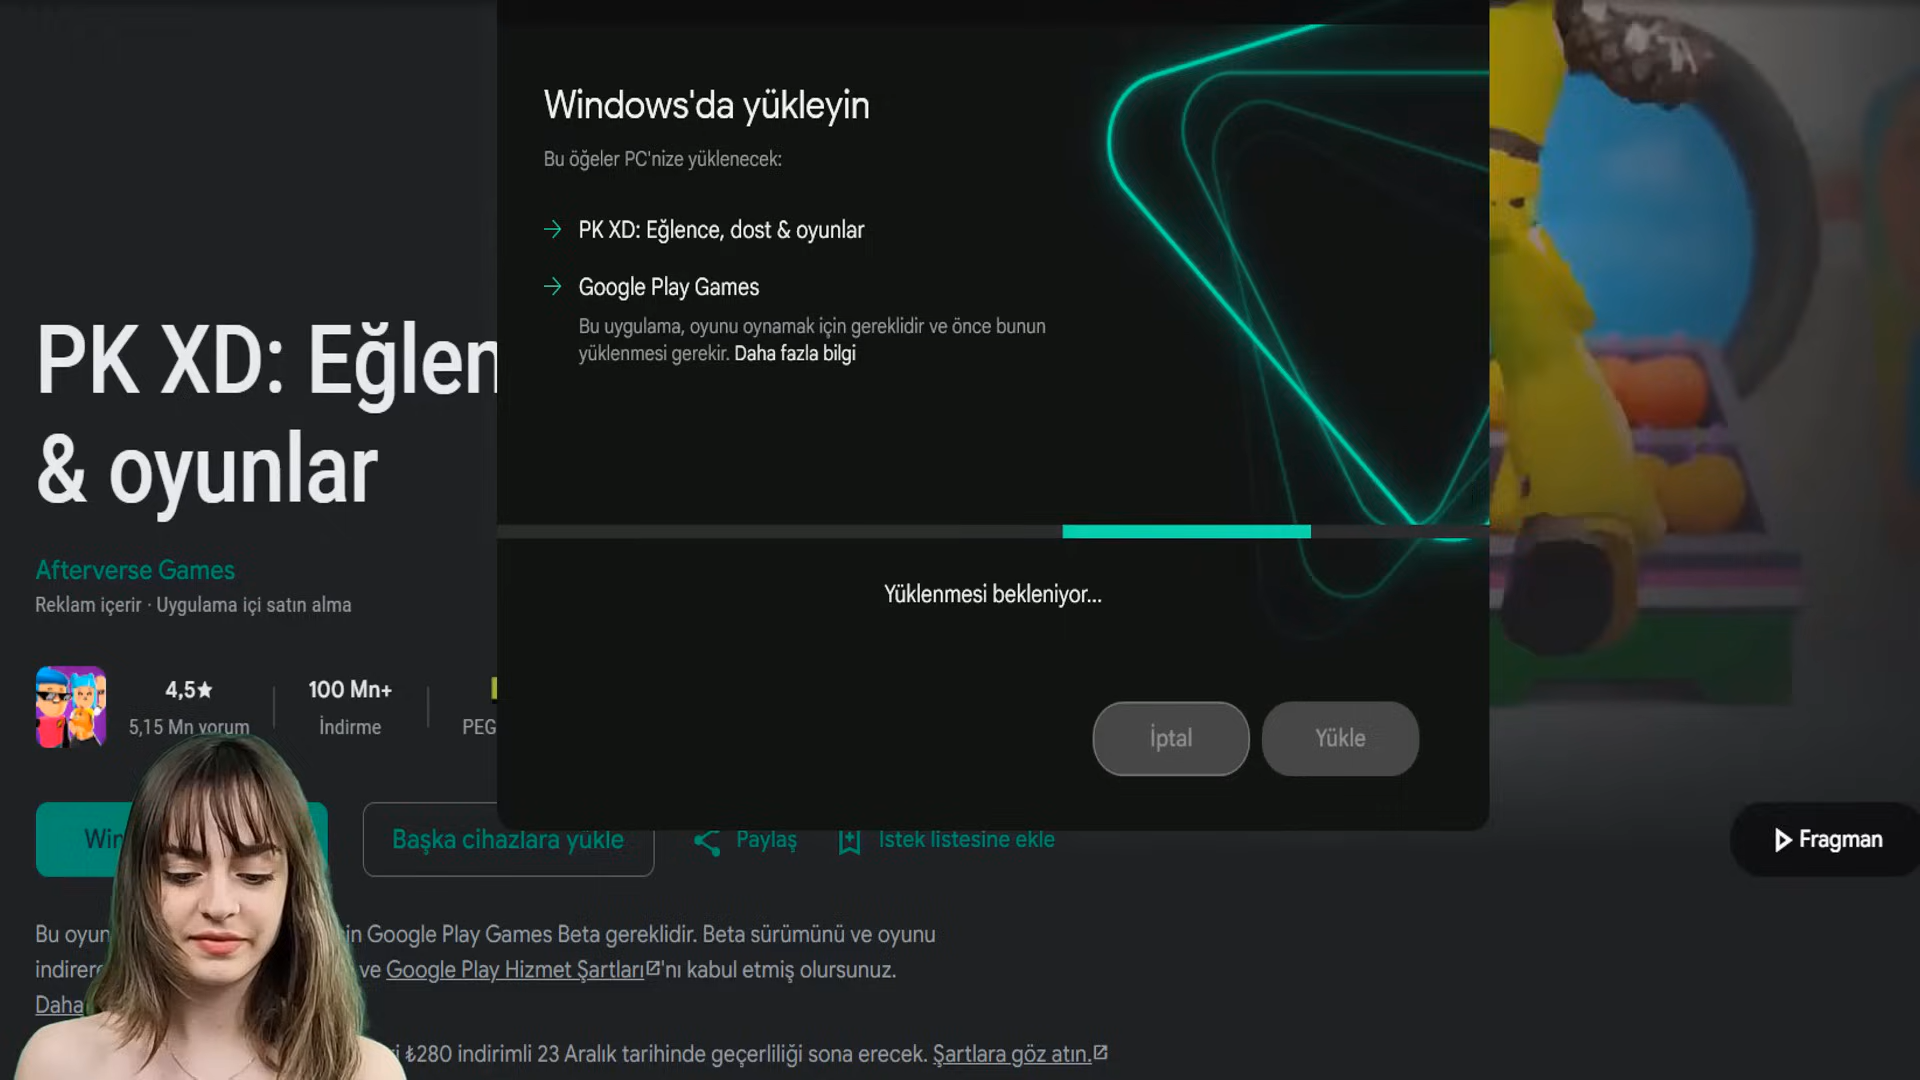 Windows'da yükleyin
Bu öğeler PC'nize yüklenecek:
PK XD: Eğlence, dost & oyunlar
Google Play Games
Bu uygulama, oyunu oynamak için gereklidir ve önce bunun
yüklenmesi gerekir. Daha fazla bilgi
Yüklenmesi bekleniyor...
İptal
Yükle
PK XD: Eğlen
& oyunlar
Afterverse Games
Reklam içerir · Uygulama içi satın alma
4,5★
5,15 Mn yorum
100 Mn+
İndirme
PEG
Win
Başka cihazlara yükle
Paylaş
İstek listesine ekle
Fragman
Bu oyun in Google Play Games Beta gereklidir. Beta sürümünü ve oyunu
indirere ve Google Play Hizmet Şartları'nı kabul etmiş olursunuz.
Daha
₺280 indirimli 23 Aralık tarihinde geçerliliği sona erecek. Şartlara göz atın.